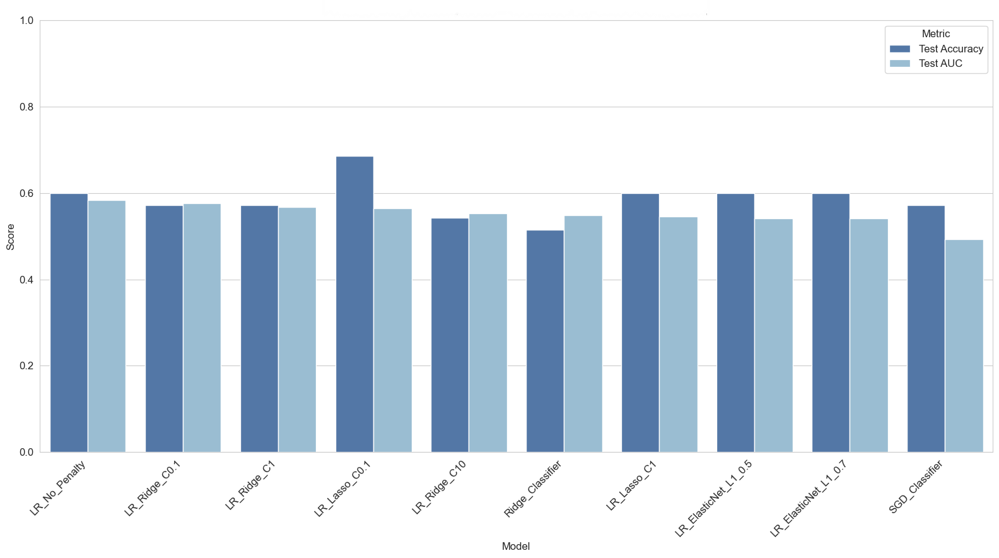 Metric
Test Accuracy
Test AUC
1.0
0.8
0.6
0.4
0.2
0.0
Score
LR_No_Penalty
LR_Ridge_C0.1
LR_Ridge_C1
LR_Lasso_C0.1
LR_Ridge_C10
Ridge_Classifier
LR_Lasso_C1
LR_ElasticNet_L1_0.5
LR_ElasticNet_L1_0.7
SGD_Classifier
Model